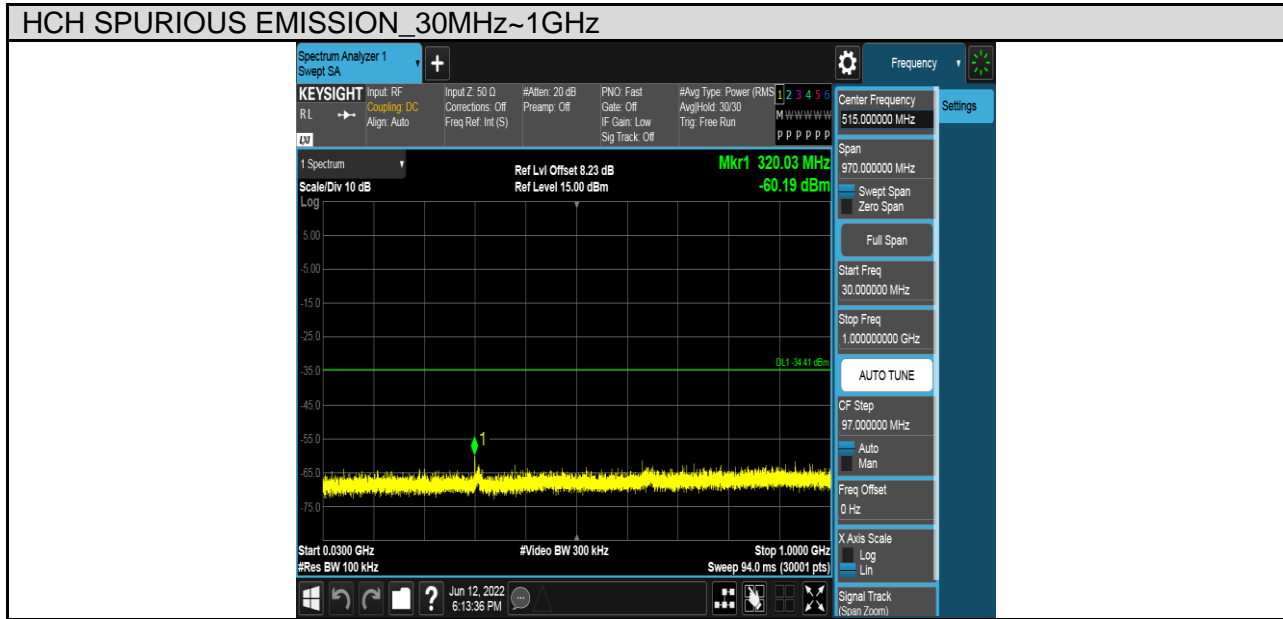 HCH SPURIOUS EMISSION_30MHz~1GHz
Spectrum Analyzer 1
Swept SA
+
Frequency
KEYSIGHT
RL
LXI
Input: RF
Coupling: DC
Align: Auto
Input Z: 50 Ω
Corrections: Off
Freq Ref: Int (S)
#Atten: 20 dB
Preamp: Off
PNO: Fast
Gate: Off
IF Gain: Low
Sig Track: Off
#Avg Type: Power (RMS
Avg|Hold: 30/30
Trig: Free Run
1 2 3 4 5 6
M W W W W W
P P P P P P
1 Spectrum
Scale/Div 10 dB
Ref Lvl Offset 8.23 dB
Ref Level 15.00 dBm
Mkr1 320.03 MHz
-60.19 dBm
Log
5.00
-5.00
-15.0
-25.0
-35.0
-45.0
-55.0
-65.0
-75.0
DL1 -34.41 dBm
1
Start 0.0300 GHz
#Res BW 100 kHz
#Video BW 300 kHz
Stop 1.0000 GHz
Sweep 94.0 ms (30001 pts)
Center Frequency
515.000000 MHz
Settings
Span
970.000000 MHz
Swept Span
Zero Span
Full Span
Start Freq
30.000000 MHz
Stop Freq
1.000000000 GHz
AUTO TUNE
CF Step
97.000000 MHz
Auto
Man
Freq Offset
0 Hz
X Axis Scale
Log
Lin
Signal Track
(Span Zoom)
?
Jun 12, 2022
6:13:36 PM